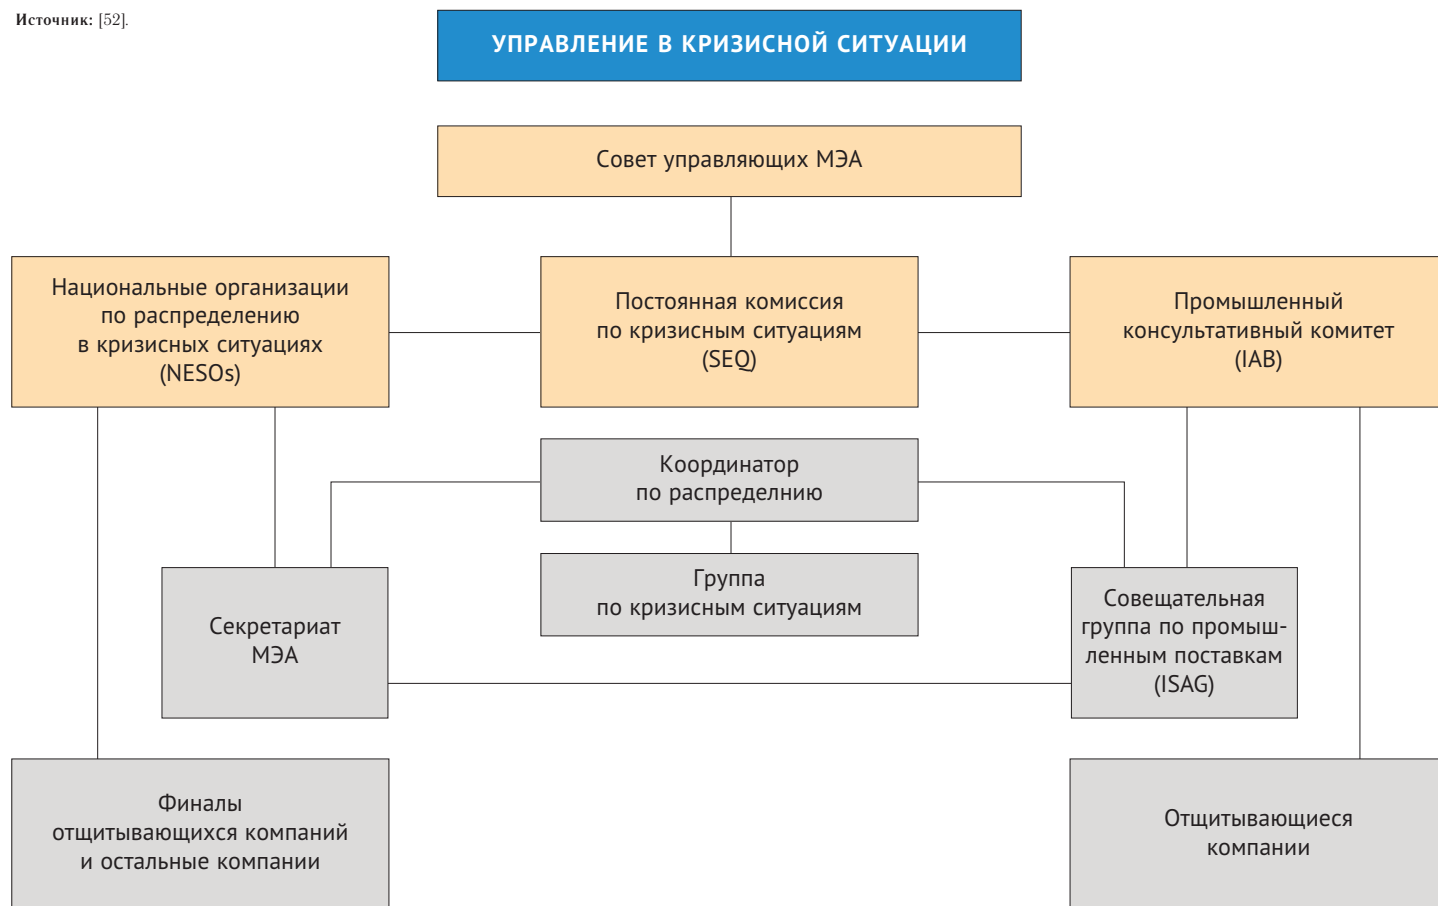 Источник: [52].
УПРАВЛЕНИЕ В КРИЗИСНОЙ СИТУАЦИИ
Совет управляющих МЭА
Национальные организации
по распределению
в кризисных ситуациях
(NESOs)
Постоянная комиссия
по кризисным ситуациям
(SEQ)
Промышленный
консультативный комитет
(IAB)
Координатор
по распределнию
Группа
по кризисным ситуациям
Секретариат
МЭА
Совещательная
группа по промыш-
ленным поставкам
(ISAG)
Финалы
отщитывающихся компаний
и остальные компании
Отщитывающиеся
компании